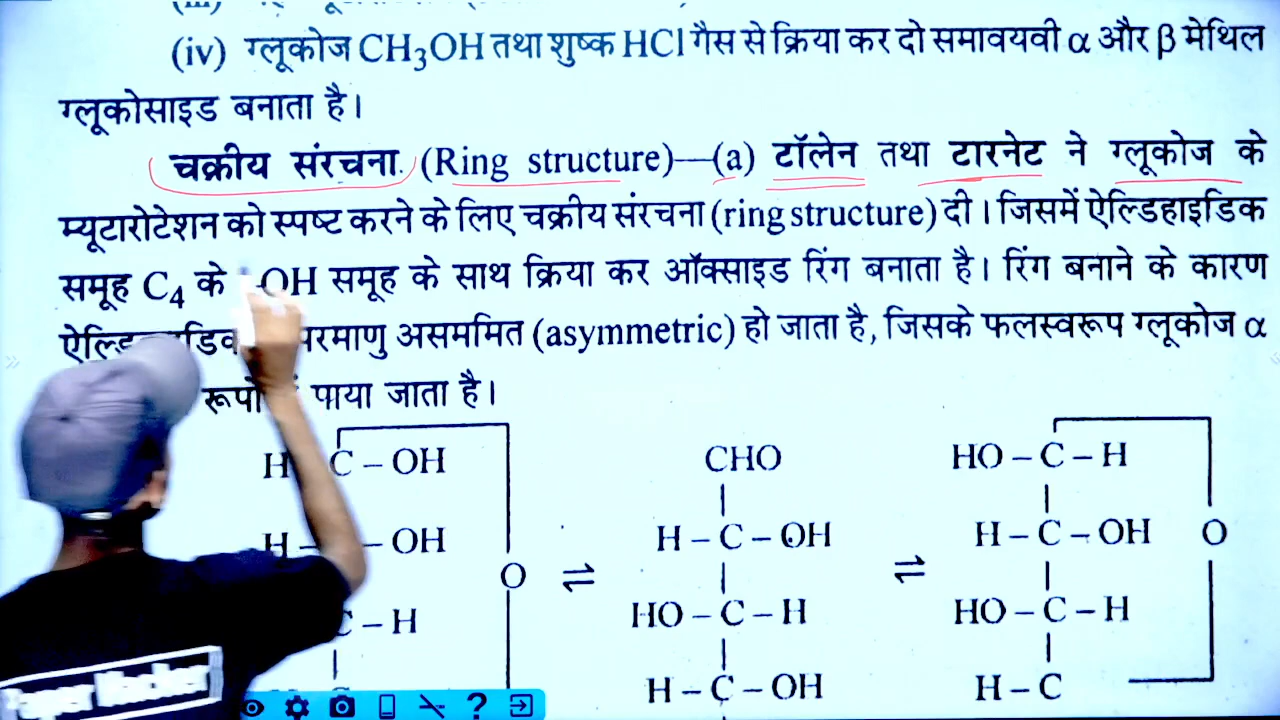 (iv) ग्लूकोज CH₃OH तथा शुष्क HCl गैस से क्रिया कर दो समावयवी α और β मेथिल
ग्लूकोसाइड बनाता है।
चक्रीय संरचना (Ring structure)—(a) टॉलेन तथा टारनेट ने ग्लूकोज के
म्यूटारोटेशन को स्पष्ट करने के लिए चक्रीय संरचना (ring structure) दी। जिसमें ऐल्डिहाइडिक
समूह C₄ के –OH समूह के साथ क्रिया कर ऑक्साइड रिंग बनाता है। रिंग बनाने के कारण
असममित (asymmetric) हो जाता है, जिसके फलस्वरूप ग्लूकोज α
पाया जाता है।
H C – OH CHO HO – C – H
H – – OH H – C – OH H – C – OH O
O ⇌ ⇌
C – H HO – C – H HO – C – H
H – C – OH H – C